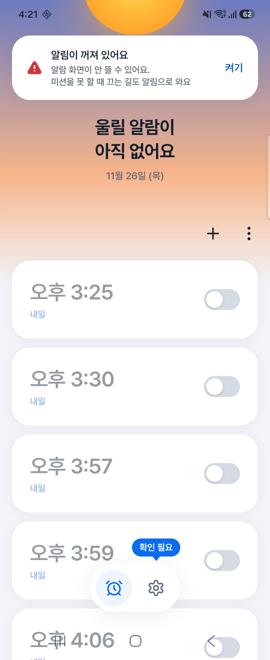 4:21
62
알림이 꺼져 있어요
알람 화면이 안 뜰 수 있어요.
미션을 못 할 때 끄는 길도 알림으로 와요
켜기
울릴 알람이
아직 없어요
11월 26일 (목)
오후 3:25
내일
오후 3:30
내일
오후 3:57
내일
오후 3:59
내일
확인 필요
오후 4:06
내일